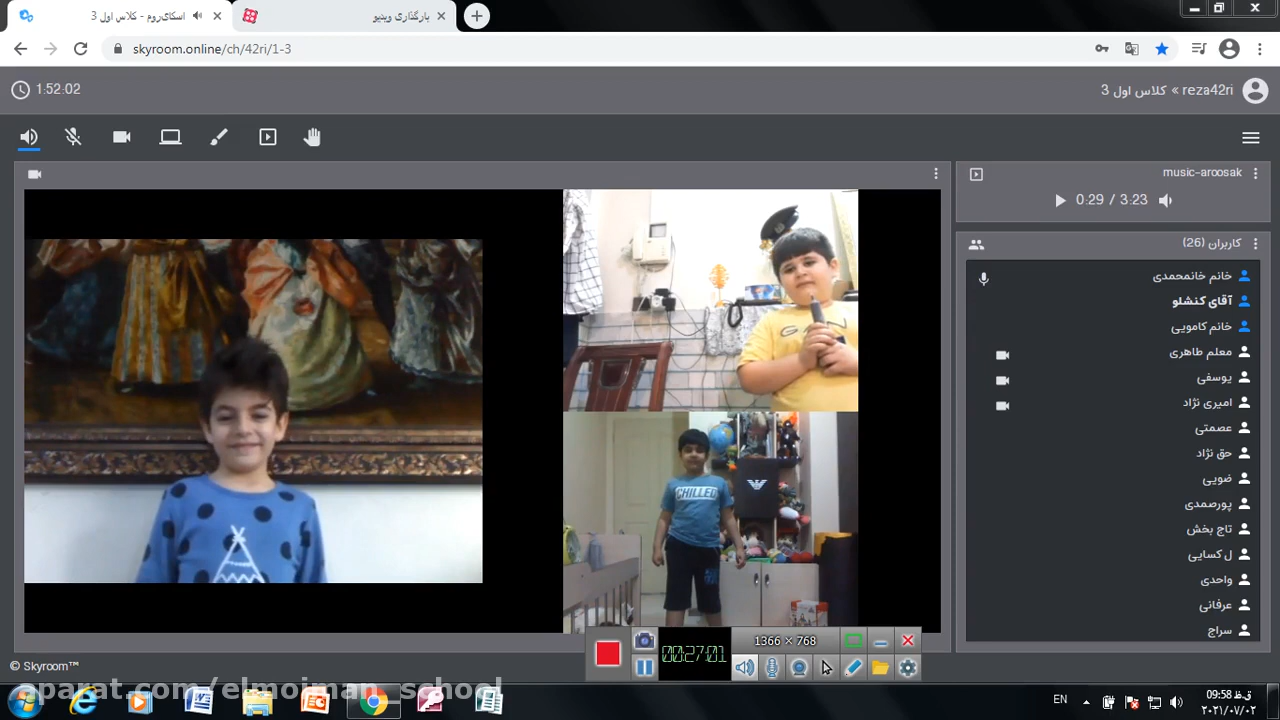 اسکای‌روم - کلاس اول 3
بارگذاری ویدیو
skyroom.online/ch/42ri/1-3
1:52:02
reza42ri » کلاس اول 3
music-aroosak
0:29 / 3:23
کاربران (26)
خانم خانمحمدی
آقای کنشلو
خانم کامویی
معلم طاهری
یوسفی
امیری نژاد
عصمتی
حق نژاد
ضویی
پورصمدی
تاج بخش
ل کسایی
واحدی
عرفانی
سراج
CHILLED
1366 × 768
00:27:01
© Skyroom™
aparat.com/elmoiman_school
EN
09:58 ق.ظ
۲۰۲۱/۰۷/۰۲